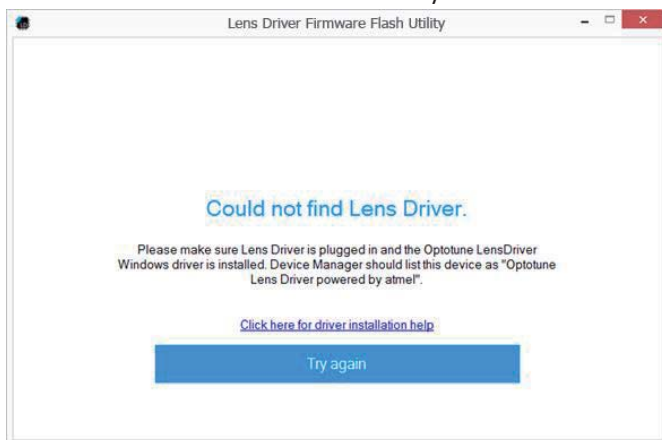 Lens Driver Firmware Flash Utility
Could not find Lens Driver.
Please make sure Lens Driver is plugged in and the Optotune LensDriver
Windows driver is installed. Device Manager should list this device as "Optotune
Lens Driver powered by atmel".
Click here for driver installation help
Try again